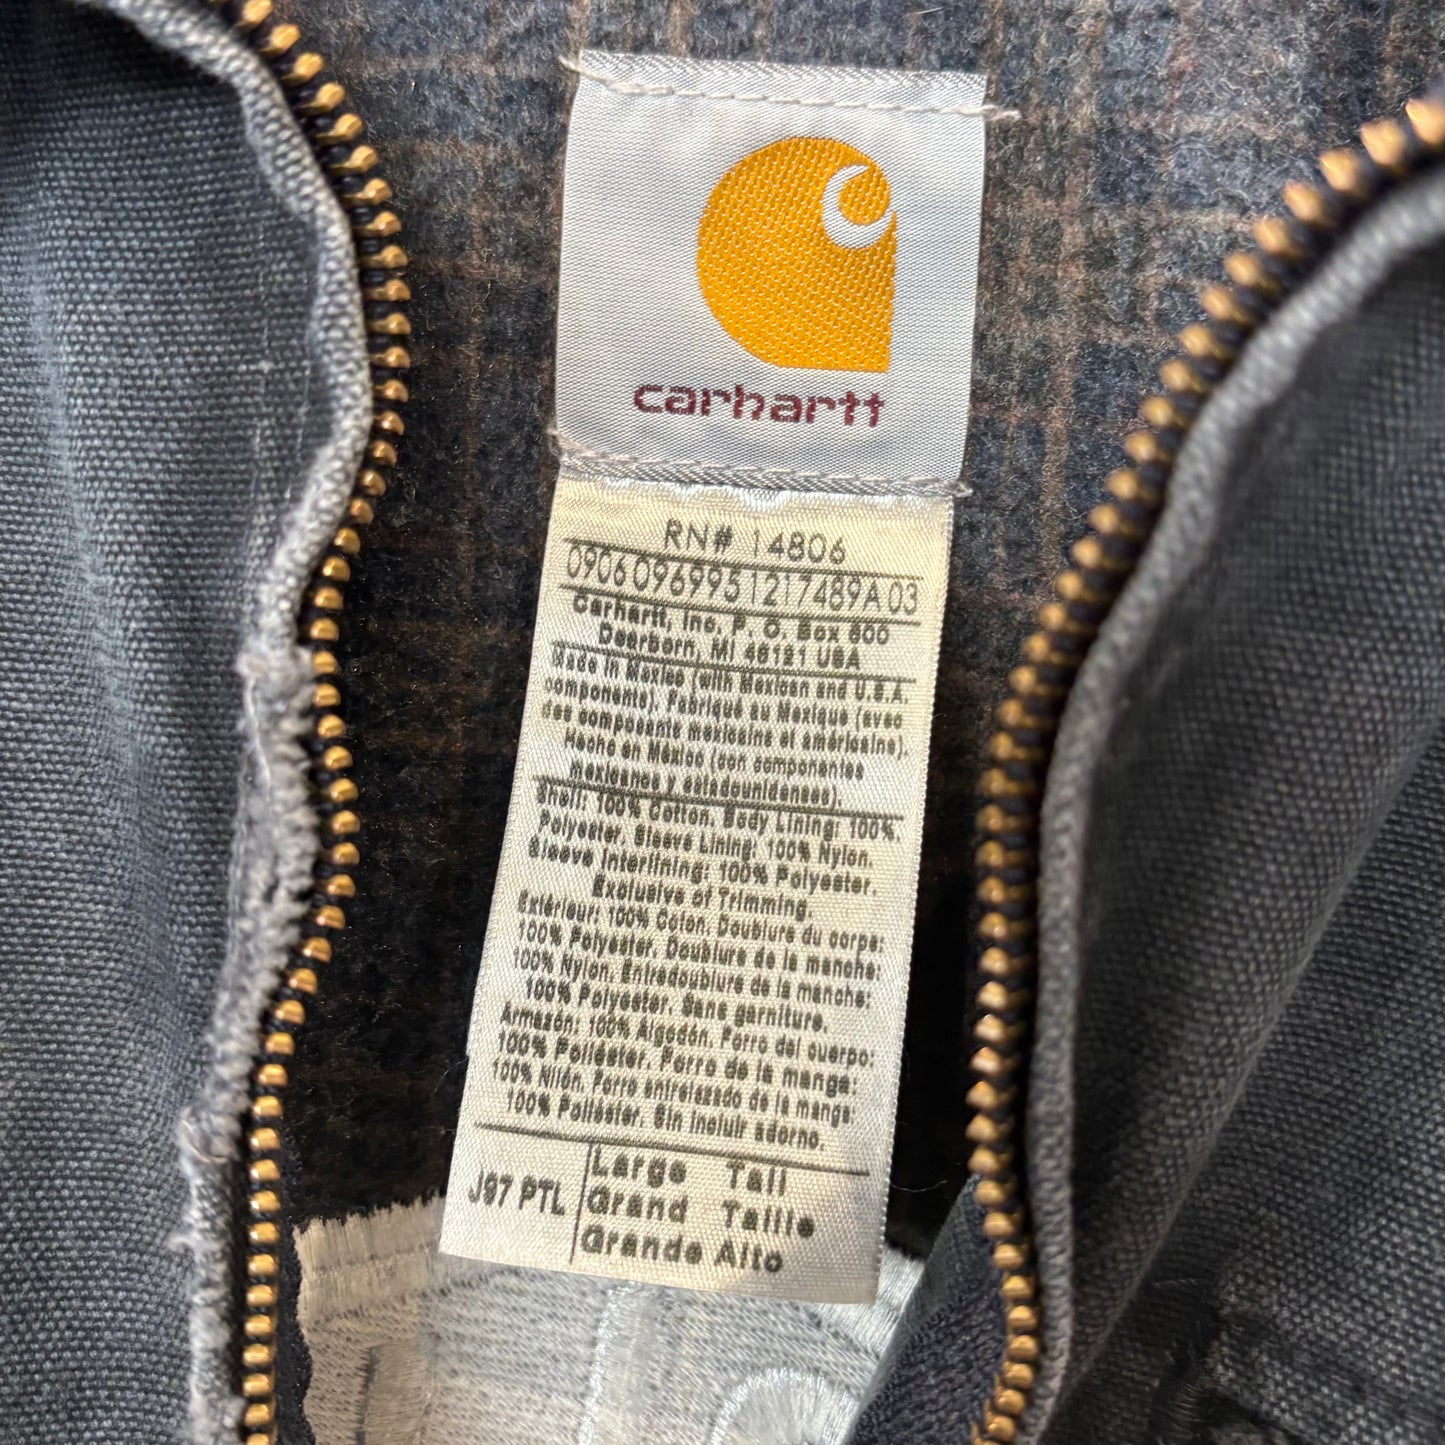 carhartt
RN# 14806
0906 0969951217489A 03
Carhartt, Inc, P. O. Box 600
Dearborn, MI 48121 USA
Made in Mexico (with Mexican and U.S.A.
components). Fabriqué au Mexique (avec
des composants mexicains et américains).
Hecho en México (con componentes
mexicanos y estadounidenses).
Shell: 100% Cotton. Body Lining: 100%
Polyester. Sleeve Lining: 100% Nylon.
Sleeve Interlining: 100% Polyester.
Exclusive of Trimming.
Extérieur: 100% Coton. Doublure du corps:
100% Polyester. Doublure de la manche:
100% Nylon. Entredoublure de la manche:
100% Polyester. Sans garniture.
Armazón: 100% Algodón. Forro del cuerpo:
100% Poliéster. Forro de la manga:
100% Nilón. Forro entrelazado de la manga:
100% Poliéster. Sin incluir adorno.
J97 PTL
Large Tall
Grand Taille
Grande Alto